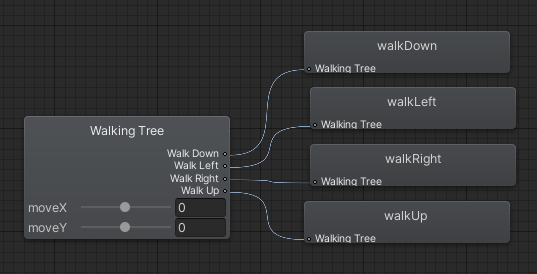 walkDown
Walking Tree
walkLeft
Walking Tree
Walking Tree
Walk Down
Walk Left
Walk Right
Walk Up
moveX 0
moveY 0
walkRight
Walking Tree
walkUp
Walking Tree